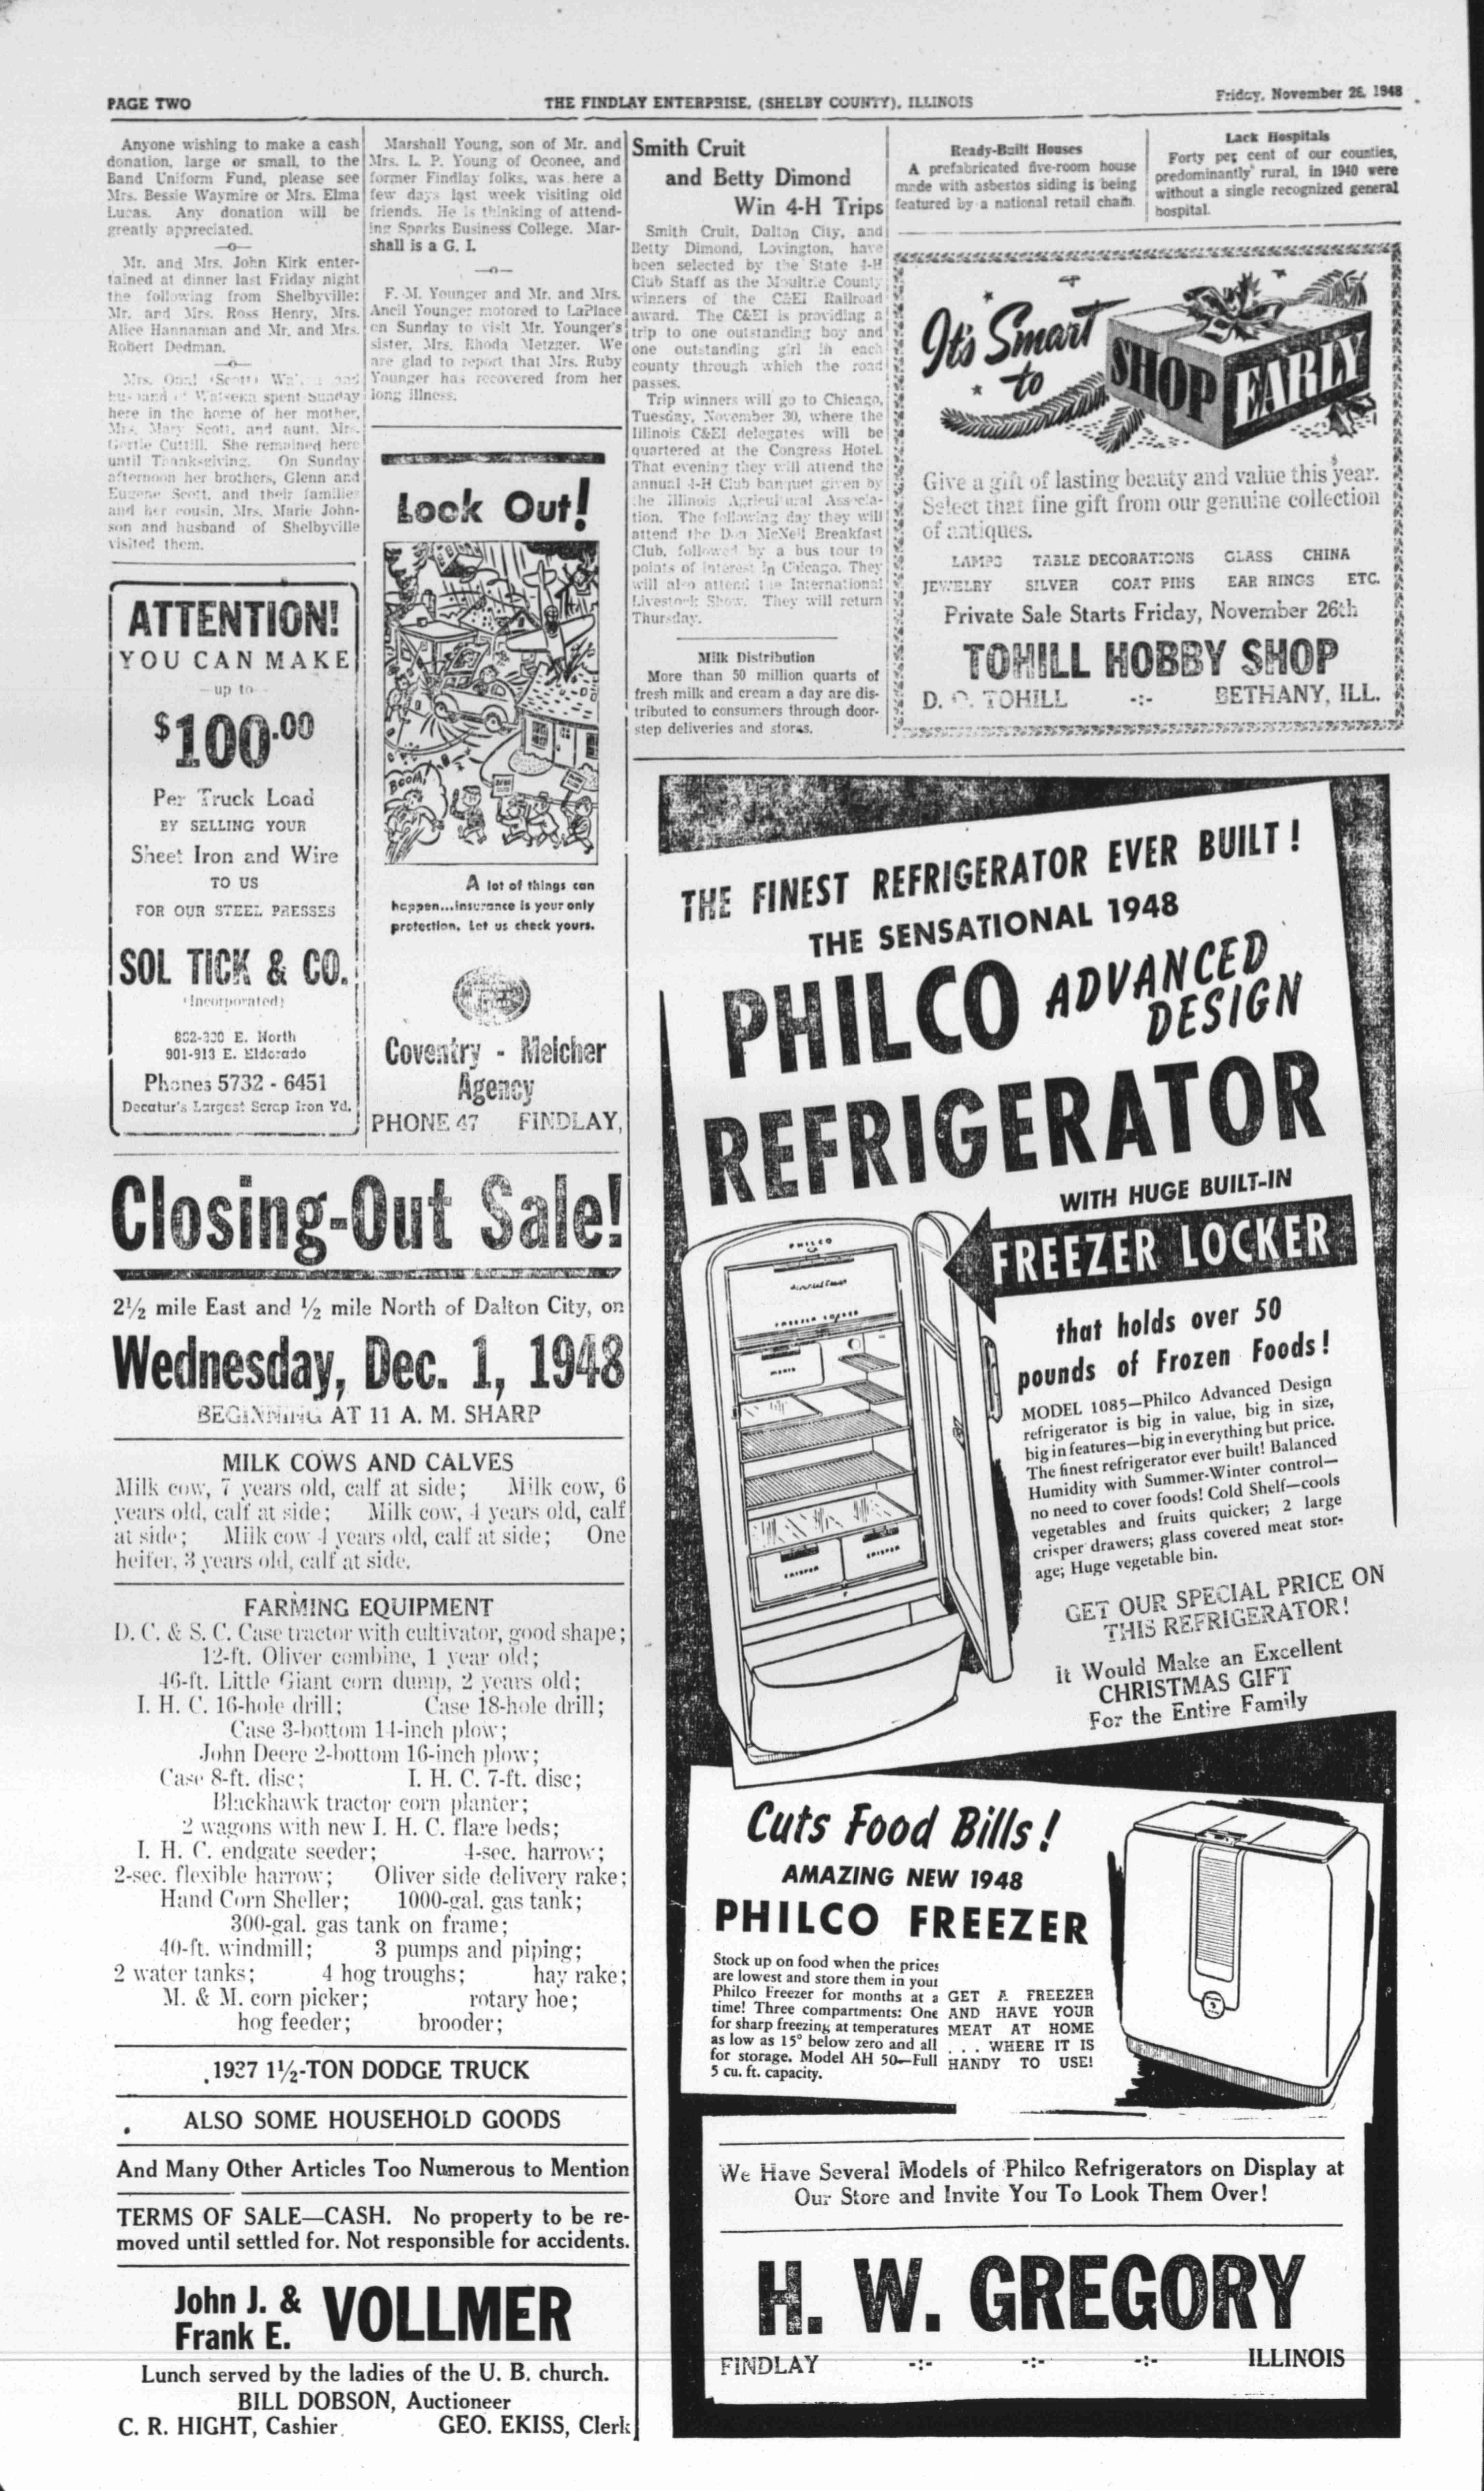 PAGE TWO
THE FINDLAY ENTERPRISE, (SHELBY COUNTY), ILLINOIS
Friday, November 26, 1948
Anyone wishing to make a cash
donation, large or small, to the
Band Uniform Fund, please see
Mrs. Bessie Waymire or Mrs. Elma
Lucas. Any donation will be
greatly appreciated.
—o—
Mr. and Mrs. John Kirk enter-
tained at dinner last Friday night
the following from Shelbyville:
Mr. and Mrs. Ross Henry, Mrs.
Alice Hannaman and Mr. and Mrs.
Robert Dedman.
—o—
Mrs. Opal (Scott) and
husband of Watseka spent Sunday
here in the home of her mother,
Mrs. Mary Scott, and aunt, Mrs.
Gertie Cuttill. She remained here
until Thanksgiving. On Sunday
afternoon her brothers, Glenn and
Eugene Scott, and their families
and her cousin, Mrs. Marie John-
son and husband of Shelbyville
visited them.
ATTENTION!
YOU CAN MAKE
—up to—
$100.00
Per Truck Load
BY SELLING YOUR
Sheet Iron and Wire
TO US
FOR OUR STEEL PRESSES
SOL TICK & CO.
(Incorporated)
E. North
901-913 E. Eldorado
Phones 5732 - 6451
Decatur's Largest Scrap Iron Yd.
Marshall Young, son of Mr. and
Mrs. L. P. Young of Oconee, and
former Findlay folks, was here a
few days last week visiting old
friends. He is thinking of attend-
ing Sparks Business College. Mar-
shall is a G. I.
—o—
F. M. Younger and Mr. and Mrs.
Ancil Younger motored to LaPlace
on Sunday to visit Mr. Younger's
sister, Mrs. Rhoda Metzger. We
are glad to report that Mrs. Ruby
Younger has recovered from her
long illness.
Look Out!
BOOM!
A lot of things can
happen...insurance is your only
protection. Let us check yours.
Coventry - Melcher
Agency
PHONE 47 FINDLAY,
Smith Cruit
and Betty Dimond
Win 4-H Trips
Smith Cruit, Dalton City, and
Betty Dimond, Lovington, have
been selected by the State 4-H
Club Staff as the Moultrie County
winners of the C&EI Railroad
award. The C&EI is providing a
trip to one outstanding boy and
one outstanding girl in each
county through which the road
passes.
Trip winners will go to Chicago,
Tuesday, November 30, where the
Illinois C&EI delegates will be
quartered at the Congress Hotel.
That evening they will attend the
annual 4-H Club banquet given by
the Illinois Agricultural Associa-
tion. The following day they will
attend the Don McNeil Breakfast
Club, followed by a bus tour to
points of interest in Chicago. They
will also attend the International
Livestock Show. They will return
Thursday.
Milk Distribution
More than 50 million quarts of
fresh milk and cream a day are dis-
tributed to consumers through door-
step deliveries and stores.
Ready-Built Houses
A prefabricated five-room house
made with asbestos siding is being
featured by a national retail chain.
Lack Hospitals
Forty per cent of our counties,
predominantly rural, in 1940 were
without a single recognized general
hospital.
It's Smart
to
SHOP EARLY
Give a gift of lasting beauty and value this year.
Select that fine gift from our genuine collection
of antiques.
LAMPS TABLE DECORATIONS GLASS CHINA
JEWELRY SILVER COAT PINS EAR RINGS ETC.
Private Sale Starts Friday, November 26th
TOHILL HOBBY SHOP
D. TOHILL -:- BETHANY, ILL.
THE FINEST REFRIGERATOR EVER BUILT!
THE SENSATIONAL 1948
PHILCO ADVANCED
DESIGN
REFRIGERATOR
WITH HUGE BUILT-IN
FREEZER LOCKER
that holds over 50
pounds of Frozen Foods!
MODEL 1085—Philco Advanced Design
refrigerator is big in value, big in size,
big in features—big in everything but price.
The finest refrigerator ever built! Balanced
Humidity with Summer-Winter control—
no need to cover foods! Cold Shelf—cools
vegetables and fruits quicker; 2 large
crisper drawers; glass covered meat stor-
age; Huge vegetable bin.
PHILCO
FREEZER LOCKER
CRISPER
CRISPER
GET OUR SPECIAL PRICE ON
THIS REFRIGERATOR!
It Would Make an Excellent
CHRISTMAS GIFT
For the Entire Family
Cuts Food Bills!
AMAZING NEW 1948
PHILCO FREEZER
Stock up on food when the prices
are lowest and store them in your
Philco Freezer for months at a
time! Three compartments: One
for sharp freezing at temperatures
as low as 15° below zero and all
for storage. Model AH 50—Full
5 cu. ft. capacity.
GET A FREEZER
AND HAVE YOUR
MEAT AT HOME
. . . WHERE IT IS
HANDY TO USE!
We Have Several Models of Philco Refrigerators on Display at
Our Store and Invite You To Look Them Over!
H. W. GREGORY
FINDLAY -:- -:- -:- ILLINOIS
Closing-Out Sale!
2½ mile East and ½ mile North of Dalton City, on
Wednesday, Dec. 1, 1948
BEGINNING AT 11 A. M. SHARP
MILK COWS AND CALVES
Milk cow, 7 years old, calf at side; Milk cow, 6
years old, calf at side; Milk cow, 4 years old, calf
at side; Milk cow 4 years old, calf at side; One
heifer, 3 years old, calf at side.
FARMING EQUIPMENT
D. C. & S. C. Case tractor with cultivator, good shape;
12-ft. Oliver combine, 1 year old;
46-ft. Little Giant corn dump, 2 years old;
I. H. C. 16-hole drill; Case 18-hole drill;
Case 3-bottom 14-inch plow;
John Deere 2-bottom 16-inch plow;
Case 8-ft. disc; I. H. C. 7-ft. disc;
Blackhawk tractor corn planter;
2 wagons with new I. H. C. flare beds;
I. H. C. endgate seeder; 4-sec. harrow;
2-sec. flexible harrow; Oliver side delivery rake;
Hand Corn Sheller; 1000-gal. gas tank;
300-gal. gas tank on frame;
40-ft. windmill; 3 pumps and piping;
2 water tanks; 4 hog troughs; hay rake;
M. & M. corn picker; rotary hoe;
hog feeder; brooder;
1937 1½-TON DODGE TRUCK
ALSO SOME HOUSEHOLD GOODS
And Many Other Articles Too Numerous to Mention
TERMS OF SALE—CASH. No property to be re-
moved until settled for. Not responsible for accidents.
John J. &
Frank E. VOLLMER
Lunch served by the ladies of the U. B. church.
BILL DOBSON, Auctioneer
C. R. HIGHT, Cashier GEO. EKISS, Clerk